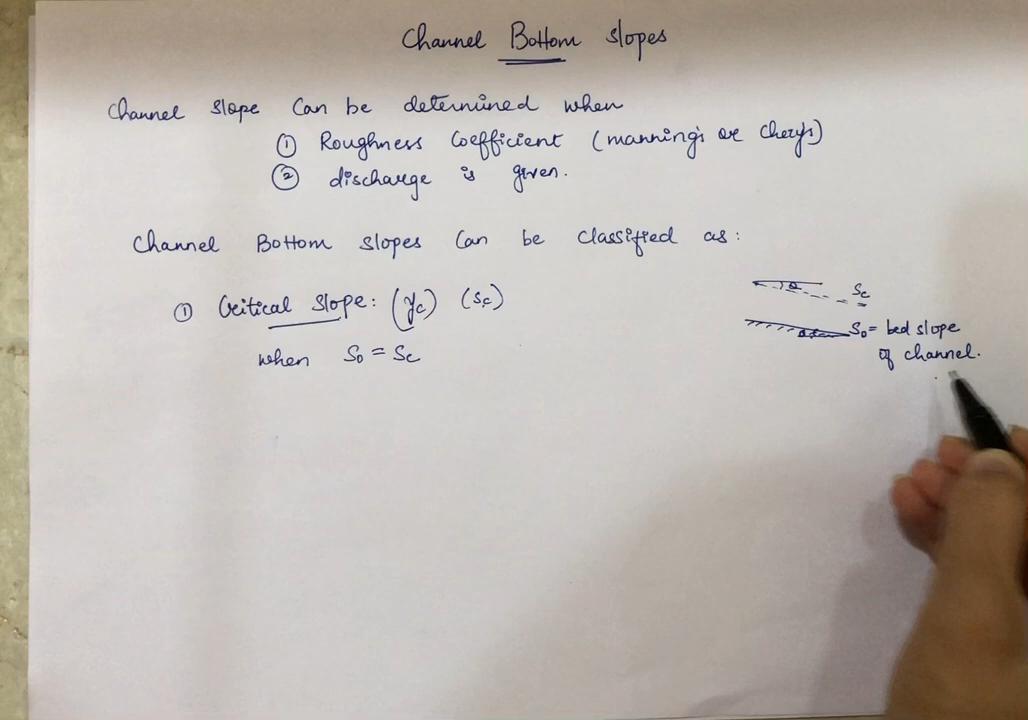 Channel Bottom slopes
Channel slope can be determined when
① Roughness Coefficient (manning's or Chezy's)
② discharge is given.
Channel Bottom slopes can be classified as:
① Critical slope: (yc) (Sc)
when S0 = Sc
θ Sc
S0 = bed slope
of channel.